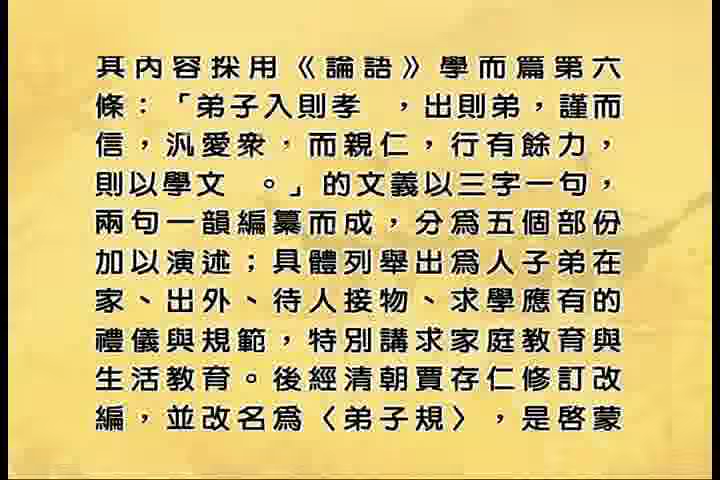 其內容採用《論語》學而篇第六
條：「弟子入則孝　，出則弟，謹而
信，汎愛衆，而親仁，行有餘力，
則以學文　。」的文義以三字一句，
兩句一韻編纂而成，分爲五個部份
加以演述；具體列舉出爲人子弟在
家、出外、待人接物、求學應有的
禮儀與規範，特別講求家庭教育與
生活教育。後經清朝賈存仁修訂改
編，並改名爲〈弟子規〉，是啓蒙